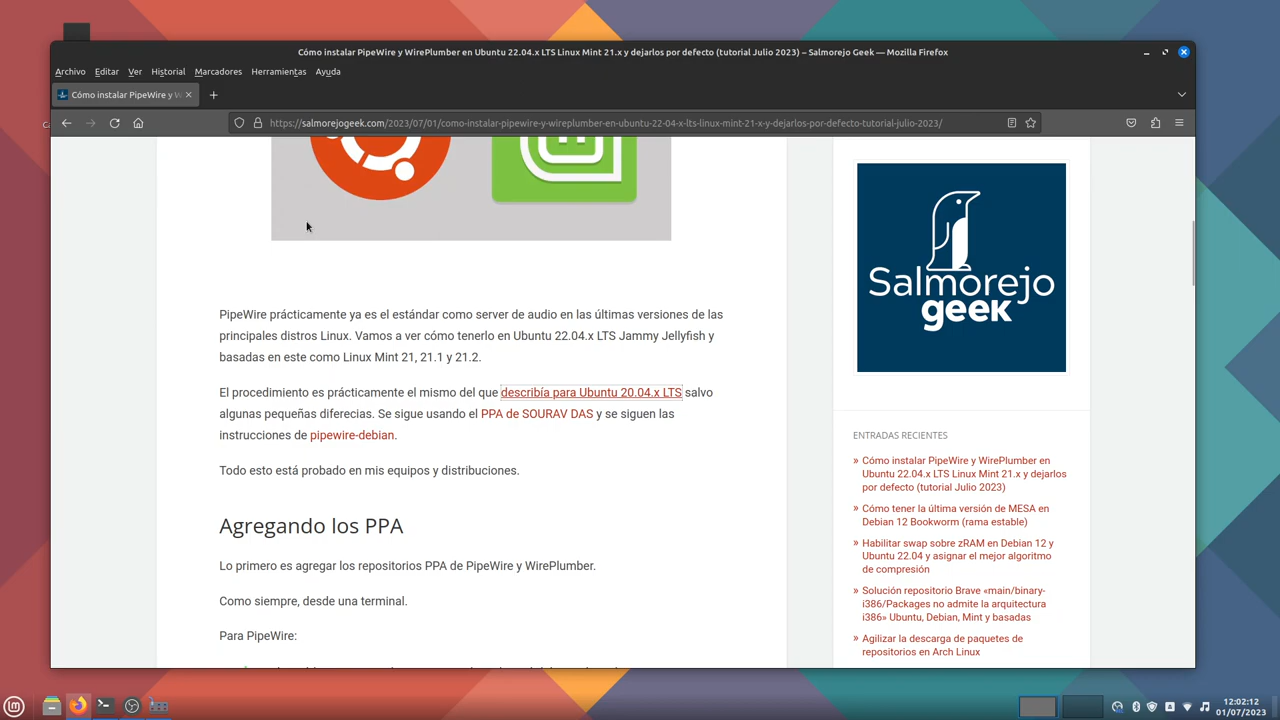 Cómo instalar PipeWire y WirePlumber en Ubuntu 22.04.x LTS Linux Mint 21.x y dejarlos por defecto (tutorial Julio 2023) – Salmorejo Geek — Mozilla Firefox
Archivo Editar Ver Historial Marcadores Herramientas Ayuda
Cómo instalar PipeWire y W
https://salmorejogeek.com/2023/07/01/como-instalar-pipewire-y-wireplumber-en-ubuntu-22-04-x-lts-linux-mint-21-x-y-dejarlos-por-defecto-tutorial-julio-2023/
PipeWire prácticamente ya es el estándar como server de audio en las últimas versiones de las
principales distros Linux. Vamos a ver cómo tenerlo en Ubuntu 22.04.x LTS Jammy Jellyfish y
basadas en este como Linux Mint 21, 21.1 y 21.2.
El procedimiento es prácticamente el mismo del que describía para Ubuntu 20.04.x LTS salvo
algunas pequeñas diferecias. Se sigue usando el PPA de SOURAV DAS y se siguen las
instrucciones de pipewire-debian.
Todo esto está probado en mis equipos y distribuciones.
Agregando los PPA
Lo primero es agregar los repositorios PPA de PipeWire y WirePlumber.
Como siempre, desde una terminal.
Para PipeWire:
Salmorejo
geek
ENTRADAS RECIENTES
» Cómo instalar PipeWire y WirePlumber en
Ubuntu 22.04.x LTS Linux Mint 21.x y dejarlos
por defecto (tutorial Julio 2023)
» Cómo tener la última versión de MESA en
Debian 12 Bookworm (rama estable)
» Habilitar swap sobre zRAM en Debian 12 y
Ubuntu 22.04 y asignar el mejor algoritmo
de compresión
» Solución repositorio Brave «main/binary-
i386/Packages no admite la arquitectura
i386» Ubuntu, Debian, Mint y basadas
» Agilizar la descarga de paquetes de
repositorios en Arch Linux
12:02:12
01/07/2023